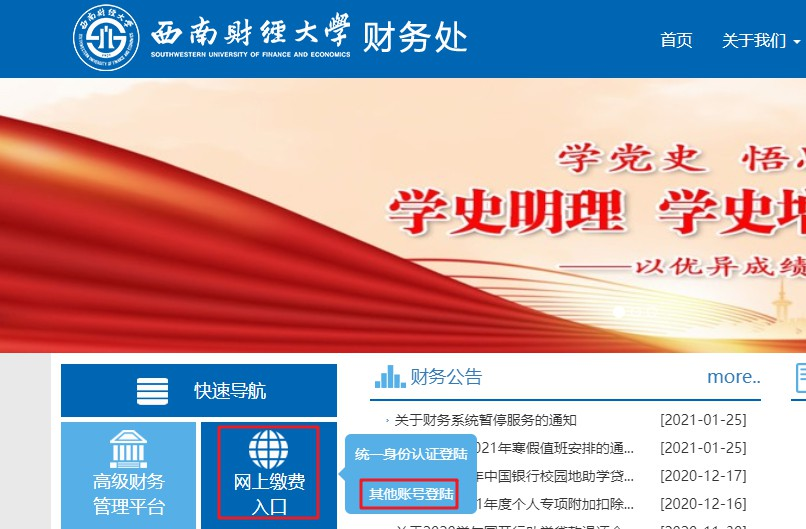 西南财经大学 财务处
SOUTHWESTERN UNIVERSITY OF FINANCE AND ECONOMICS
首页 关于我们
学党史 悟
学史明理 学史增
——以优异成绩
快速导航
财务公告 more..
关于财务系统暂停服务的通知 [2021-01-25]
021年寒假值班安排的通... [2021-01-25]
年中国银行校园地助学贷... [2020-12-17]
1年度个人专项附加扣除... [2020-12-16]
高级财务
管理平台
网上缴费
入口
统一身份认证登陆
其他账号登陆